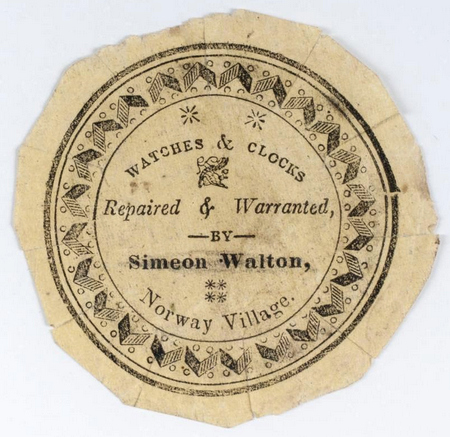 WATCHES & CLOCKS
Repaired & Warranted,
—BY—
Simeon Walton,
Norway Village.